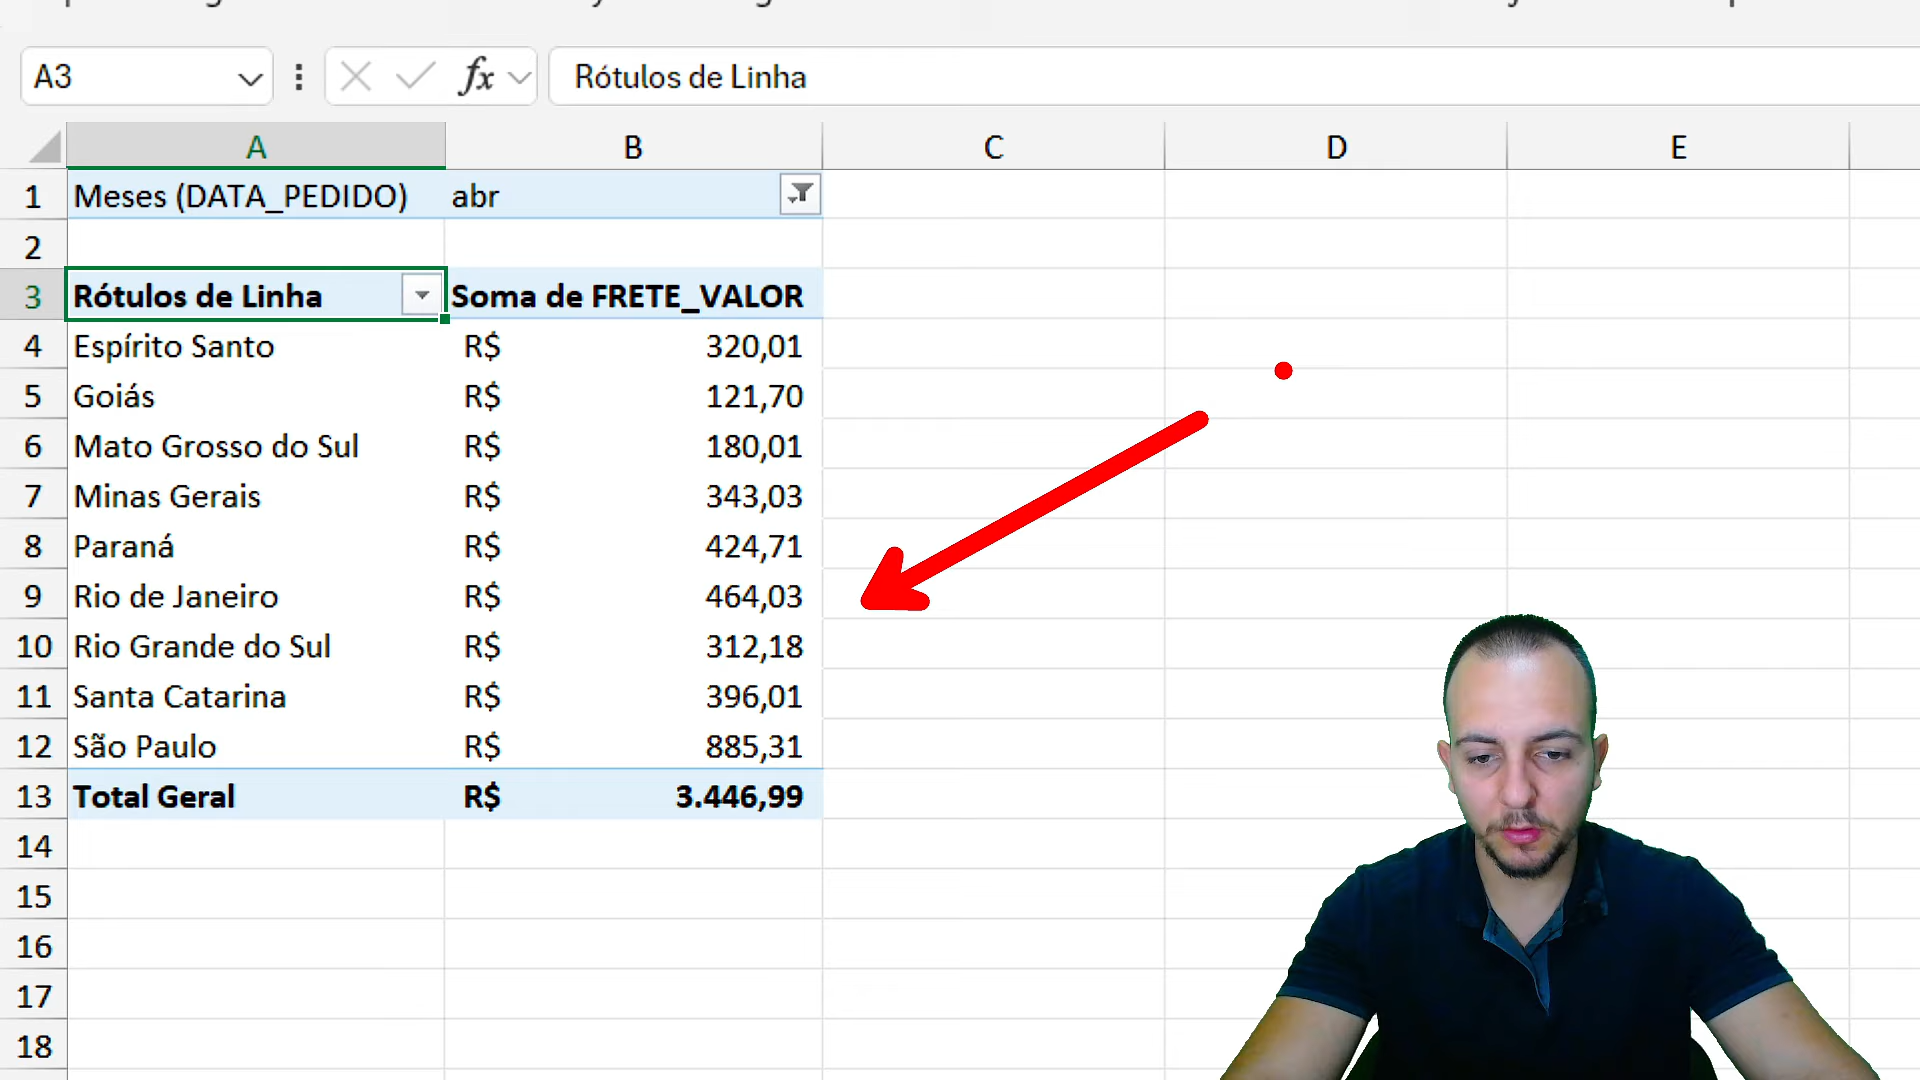 A3 fx Rótulos de Linha
A B C D E
1 Meses (DATA_PEDIDO) abr
2
3 Rótulos de Linha Soma de FRETE_VALOR
4 Espírito Santo R$ 320,01
5 Goiás R$ 121,70
6 Mato Grosso do Sul R$ 180,01
7 Minas Gerais R$ 343,03
8 Paraná R$ 424,71
9 Rio de Janeiro R$ 464,03
10 Rio Grande do Sul R$ 312,18
11 Santa Catarina R$ 396,01
12 São Paulo R$ 885,31
13 Total Geral R$ 3.446,99
14
15
16
17
18